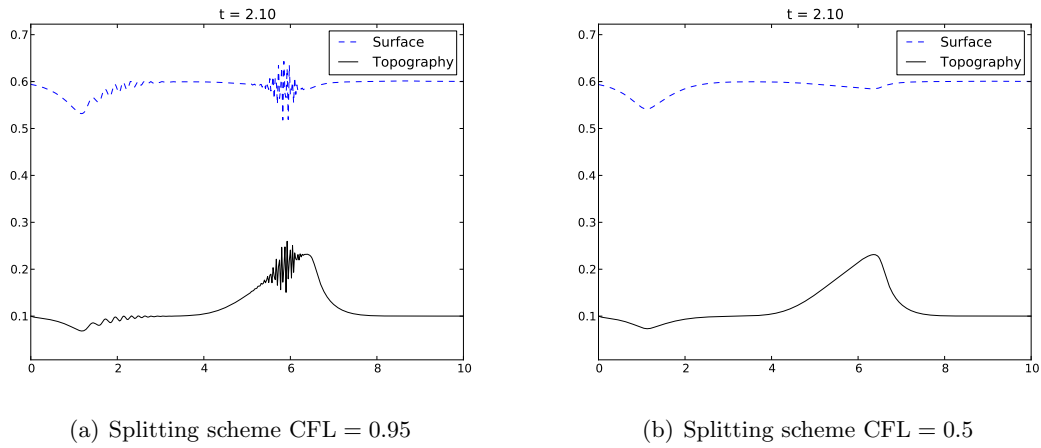 t = 2.10
0.7
0.6
0.5
0.4
0.3
0.2
0.1
0 2 4 6 8 10
Surface
Topography
(a) Splitting scheme CFL = 0.95
t = 2.10
0.7
0.6
0.5
0.4
0.3
0.2
0.1
0 2 4 6 8 10
Surface
Topography
(b) Splitting scheme CFL = 0.5